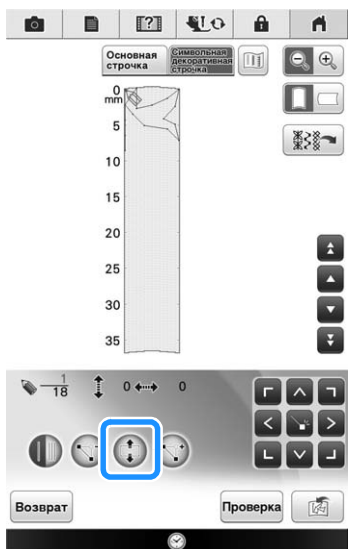 ?
Основная
строчка
Символьная
декоративная
строчка
0
mm
5
10
15
20
25
30
35
1
18
0
0
Возврат
Проверка